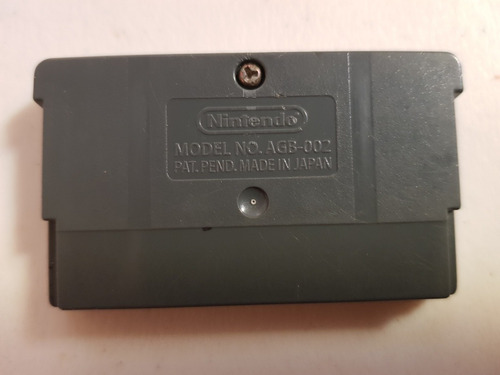 Nintendo®
MODEL NO. AGB-002
PAT. PEND. MADE IN JAPAN